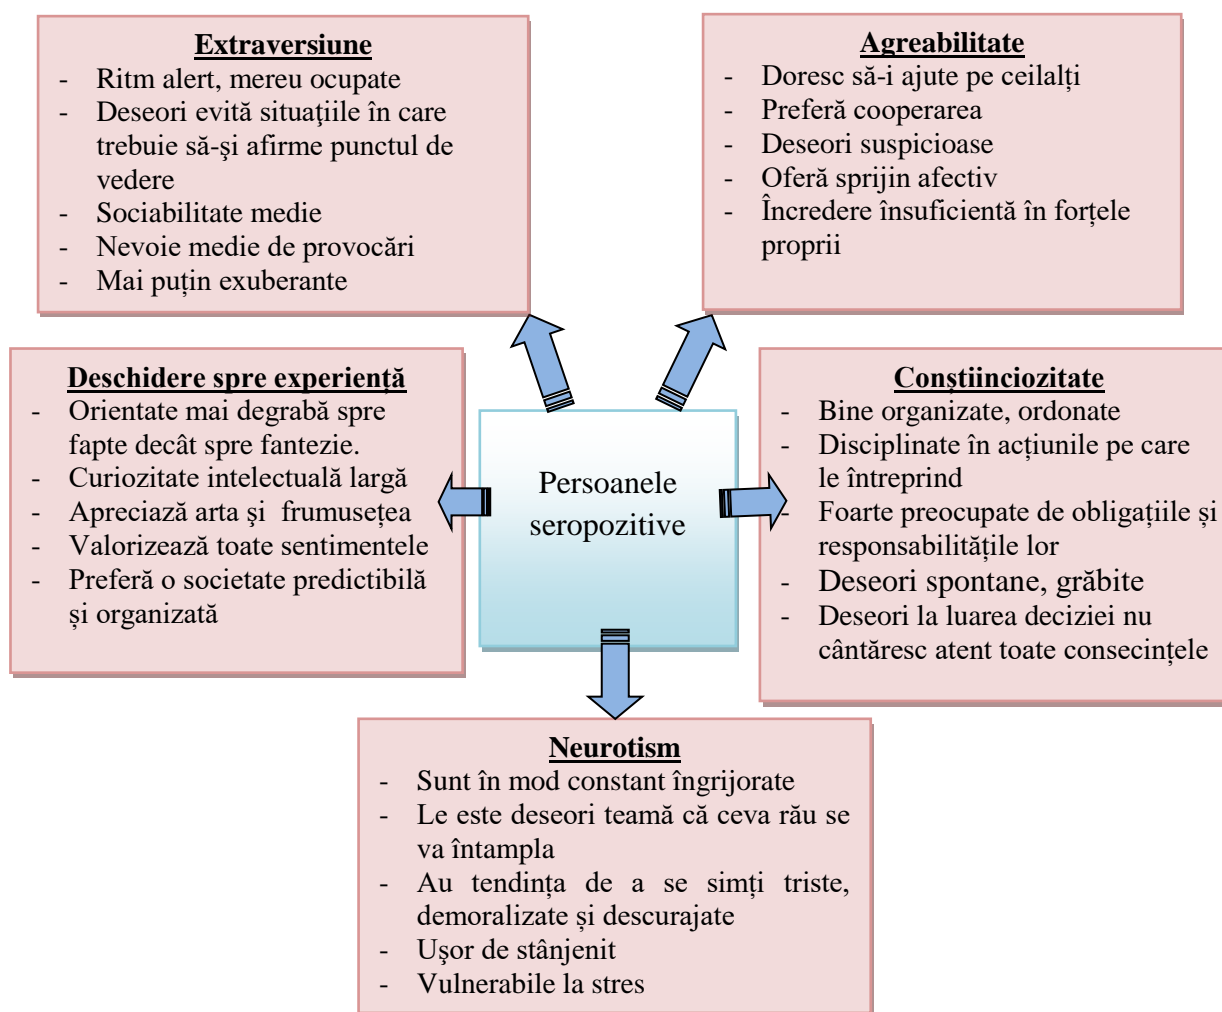 Extraversiune
- Ritm alert, mereu ocupate
- Deseori evită situaţiile în care
trebuie să-şi afirme punctul de
vedere
- Sociabilitate medie
- Nevoie medie de provocări
- Mai puțin exuberante
Agreabilitate
- Doresc să-i ajute pe ceilalți
- Preferă cooperarea
- Deseori suspicioase
- Oferă sprijin afectiv
- Încredere însuficientă în forțele
proprii
Deschidere spre experiență
- Orientate mai degrabă spre
fapte decât spre fantezie.
- Curiozitate intelectuală largă
- Apreciază arta şi frumusețea
- Valorizează toate sentimentele
- Preferă o societate predictibilă
și organizată
Persoanele
seropozitive
Conștiinciozitate
- Bine organizate, ordonate
- Disciplinate în acțiunile pe care
le întreprind
- Foarte preocupate de obligațiile și
responsabilitățile lor
- Deseori spontane, grăbite
- Deseori la luarea deciziei nu
cântăresc atent toate consecințele
Neurotism
- Sunt în mod constant îngrijorate
- Le este deseori teamă că ceva rău se
va întampla
- Au tendința de a se simți triste,
demoralizate și descurajate
- Uşor de stânjenit
- Vulnerabile la stres